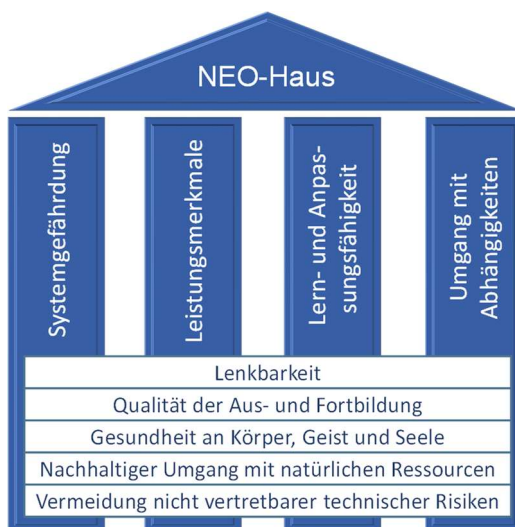 NEO-Haus
Systemgefährdung
Leistungsmerkmale
Lern- und Anpas-
sungsfähigkeit
Umgang mit
Abhängigkeiten
Lenkbarkeit
Qualität der Aus- und Fortbildung
Gesundheit an Körper, Geist und Seele
Nachhaltiger Umgang mit natürlichen Ressourcen
Vermeidung nicht vertretbarer technischer Risiken